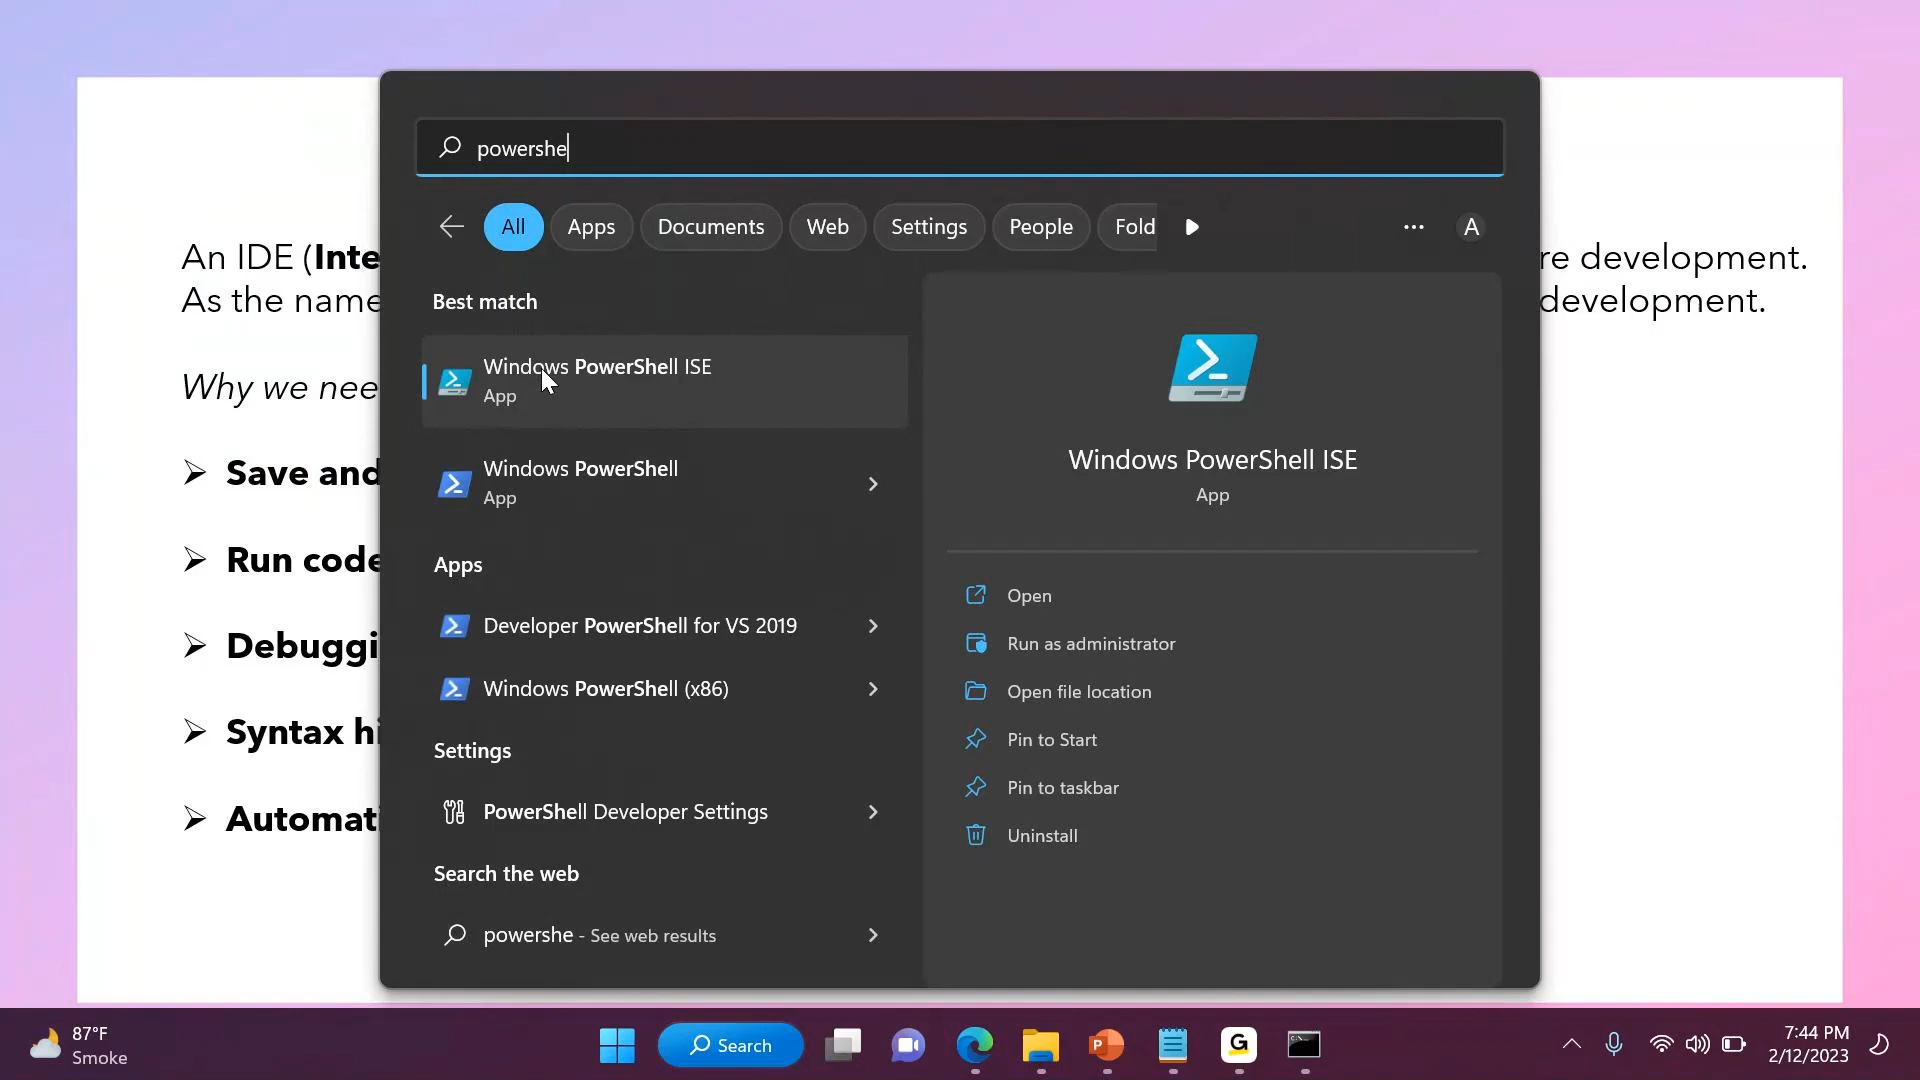 powershe
All Apps Documents Web Settings People Fold ... A
An IDE (Inte
re development.
As the name
development.
Why we nee
Save and
Run code
Debuggi
Syntax hi
Automati
Best match
Windows PowerShell ISE
App
Windows PowerShell
App
Apps
Developer PowerShell for VS 2019
Windows PowerShell (x86)
Settings
PowerShell Developer Settings
Search the web
powershe - See web results
Windows PowerShell ISE
App
Open
Run as administrator
Open file location
Pin to Start
Pin to taskbar
Uninstall
87°F
Smoke
Search
P
G
7:44 PM
2/12/2023